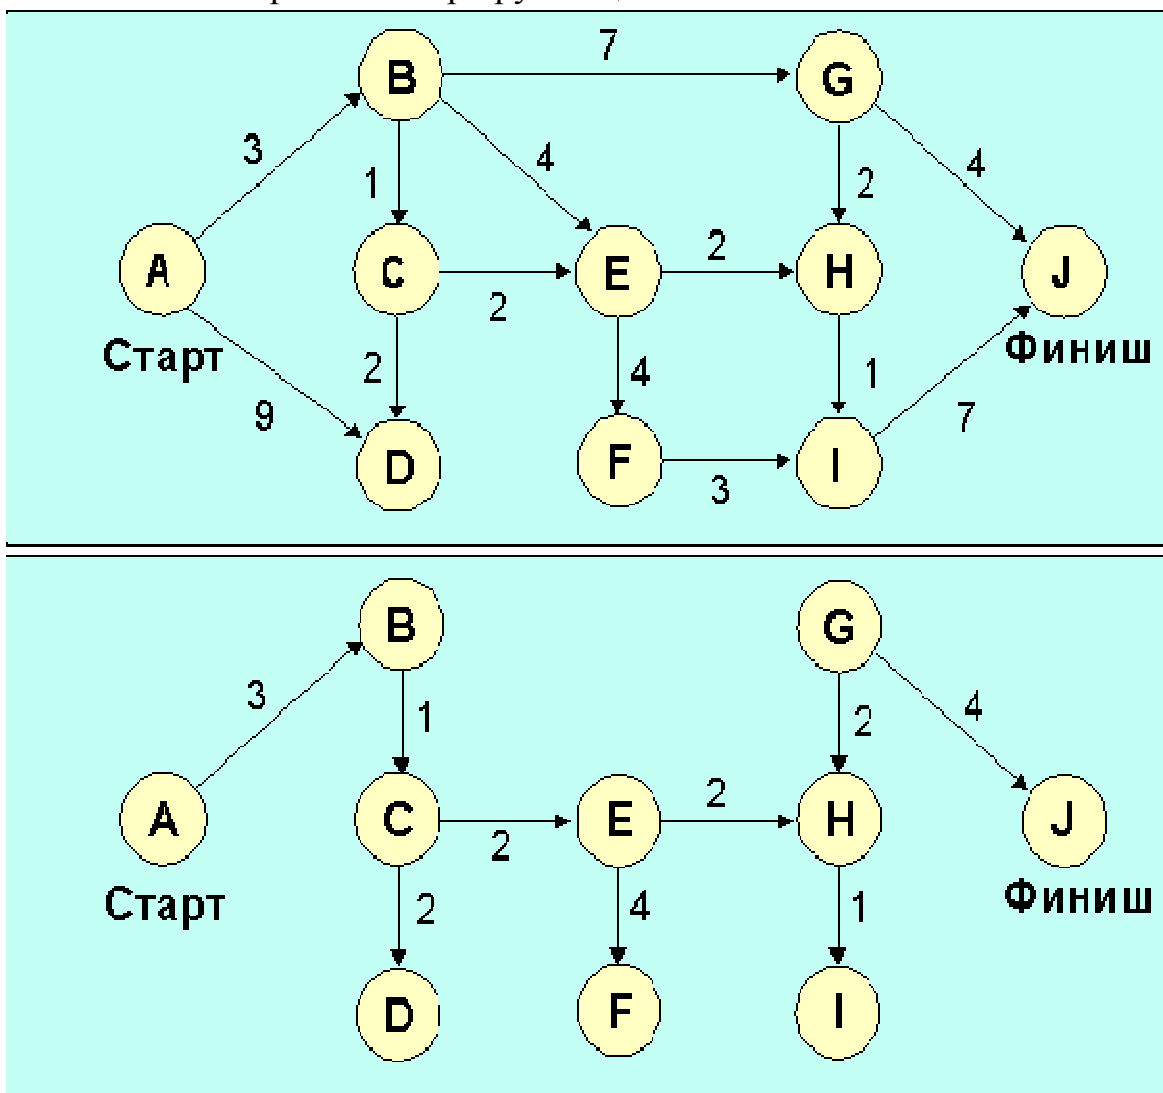 B 7 G
3 1 4 2 4
A C 2 E 2 H J
Старт Финиш
9 2 4 1 7
D F 3 I
B G
3 1 2 4
A C 2 E 2 H J
Старт Финиш
2 4 1
D F I